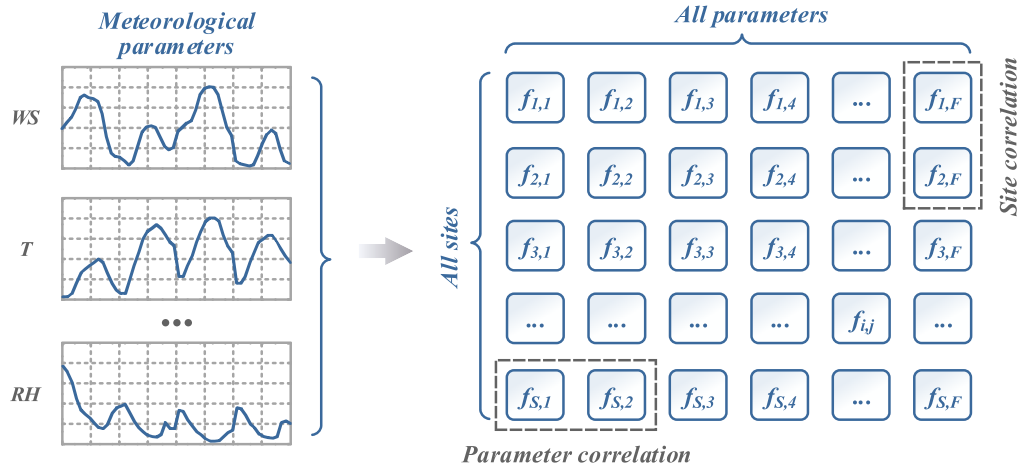 Meteorological
parameters
WS
T
...
RH
All parameters
All sites
f1,1 f1,2 f1,3 f1,4 ... f1,F
f2,1 f2,2 f2,3 f2,4 ... f2,F
f3,1 f3,2 f3,3 f3,4 ... f3,F
... ... ... ... fi,j ...
fS,1 fS,2 fS,3 fS,4 ... fS,F
Site correlation
Parameter correlation